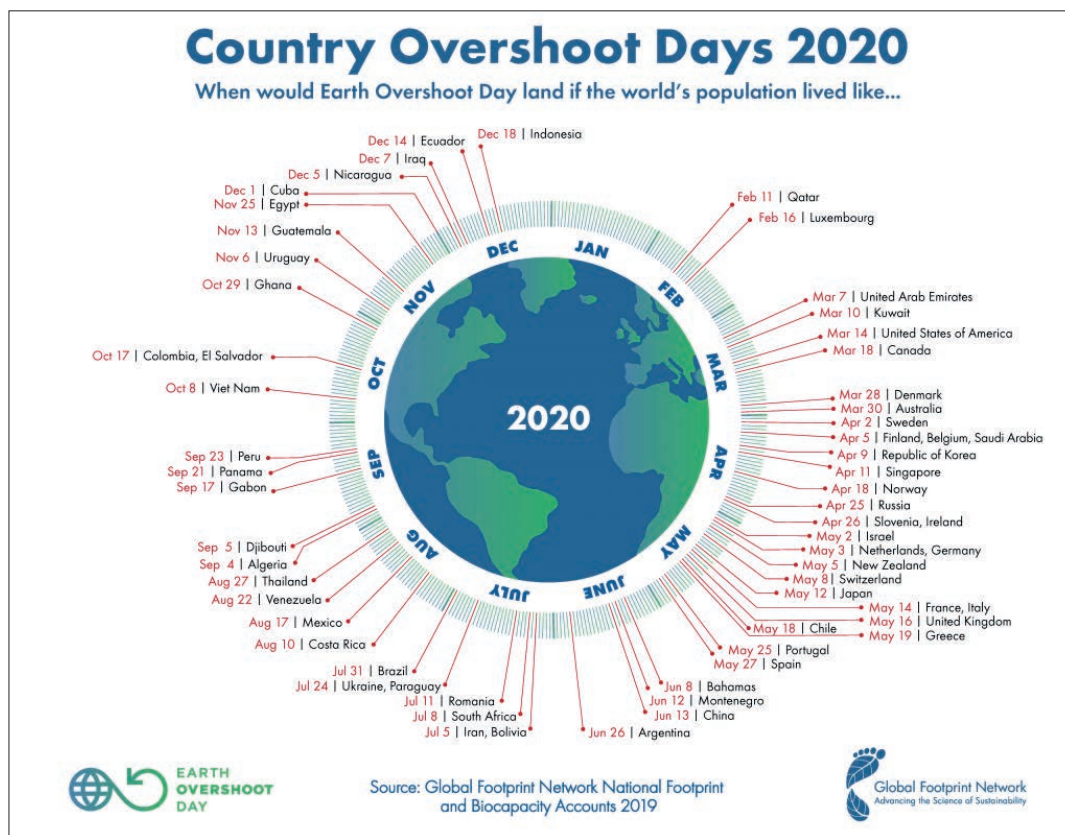 Country Overshoot Days 2020
When would Earth Overshoot Day land if the world's population lived like...
Dec 18 | Indonesia
Dec 14 | Ecuador
Dec 7 | Iraq
Dec 5 | Nicaragua
Dec 1 | Cuba
Nov 25 | Egypt
Nov 13 | Guatemala
Nov 6 | Uruguay
Oct 29 | Ghana
Oct 17 | Colombia, El Salvador
Oct 8 | Viet Nam
Sep 23 | Peru
Sep 21 | Panama
Sep 17 | Gabon
Sep 5 | Djibouti
Sep 4 | Algeria
Aug 27 | Thailand
Aug 22 | Venezuela
Aug 17 | Mexico
Aug 10 | Costa Rica
Jul 31 | Brazil
Jul 24 | Ukraine, Paraguay
Jul 11 | Romania
Jul 8 | South Africa
Jul 5 | Iran, Bolivia
Feb 11 | Qatar
Feb 16 | Luxembourg
Mar 7 | United Arab Emirates
Mar 10 | Kuwait
Mar 14 | United States of America
Mar 18 | Canada
Mar 28 | Denmark
Mar 30 | Australia
Apr 2 | Sweden
Apr 5 | Finland, Belgium, Saudi Arabia
Apr 9 | Republic of Korea
Apr 11 | Singapore
Apr 18 | Norway
Apr 25 | Russia
Apr 26 | Slovenia, Ireland
May 2 | Israel
May 3 | Netherlands, Germany
May 5 | New Zealand
May 8 | Switzerland
May 12 | Japan
May 14 | France, Italy
May 16 | United Kingdom
May 18 | Chile
May 19 | Greece
May 25 | Portugal
May 27 | Spain
Jun 8 | Bahamas
Jun 12 | Montenegro
Jun 13 | China
Jun 26 | Argentina
JAN
FEB
MAR
APR
MAY
JUNE
JULY
AUG
SEP
OCT
NOV
DEC
2020
EARTH
OVERSHOOT
DAY
Source: Global Footprint Network National Footprint
and Biocapacity Accounts 2019
Global Footprint Network
Advancing the Science of Sustainability